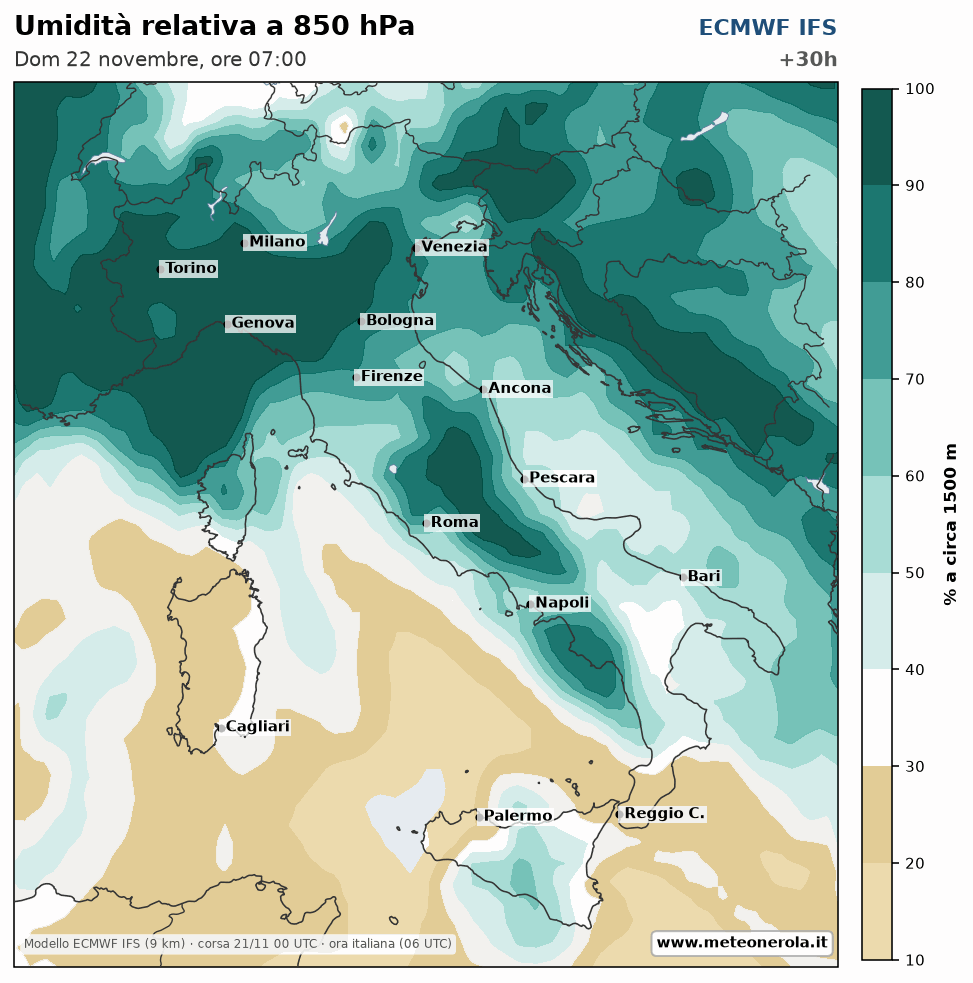 Umidità relativa a 850 hPa
ECMWF IFS
Dom 22 novembre, ore 07:00
+30h
Milano
Venezia
Torino
Genova
Bologna
Firenze
Ancona
Pescara
Roma
Bari
Napoli
Cagliari
Palermo
Reggio C.
100
90
80
70
60
50
40
30
20
10
% a circa 1500 m
Modello ECMWF IFS (9 km) · corsa 21/11 00 UTC · ora italiana (06 UTC)
www.meteonerola.it